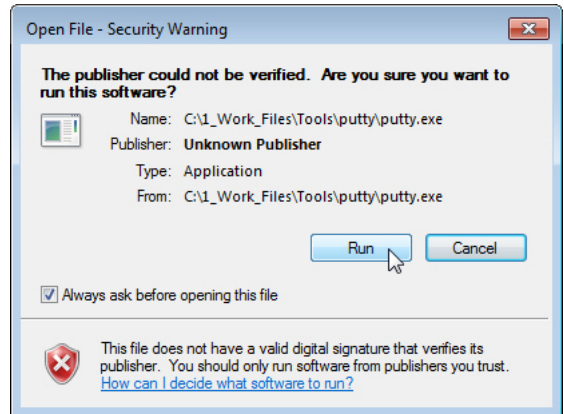 Open File - Security Warning
The publisher could not be verified.  Are you sure you want to
run this software?
Name: C:\1_Work_Files\Tools\putty\putty.exe
Publisher: Unknown Publisher
Type: Application
From: C:\1_Work_Files\Tools\putty\putty.exe
Run Cancel
Always ask before opening this file
This file does not have a valid digital signature that verifies its
publisher.  You should only run software from publishers you trust.
How can I decide what software to run?